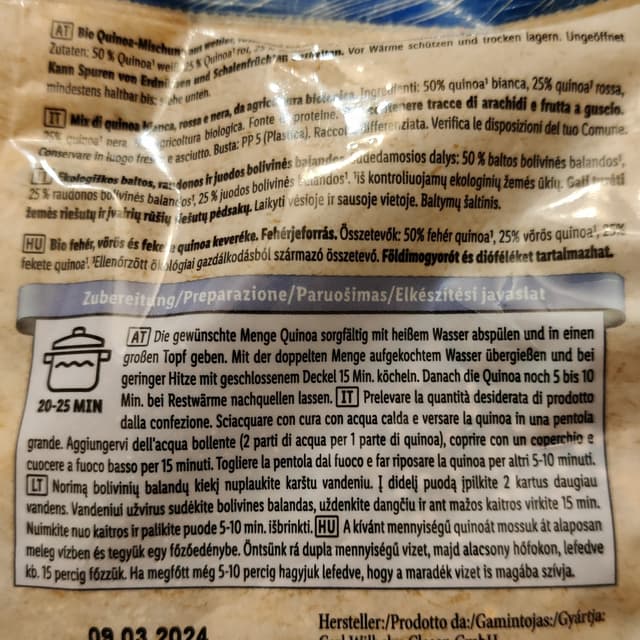 AT Bio Quinoa-Mischung aus weißer,
Zutaten: 50 % Quinoa¹ weiß, 25 % Quinoa¹ rot, 25 % Vor Wärme schützen und trocken lagern. Ungeöffnet
Kann Spuren von Erdnüssen und Schalenfrüchten enthalten.
mindestens haltbar bis: siehe unten.
IT Mix di quinoa bianca, rossa e nera, da agricoltura biologica. Ingredienti: 50% quinoa¹ bianca, 25% quinoa¹ rossa,
25% quinoa¹ nera. agricoltura biologica. Fonte di proteine. contenere tracce di arachidi e frutta a guscio.
Conservare in luogo fresco e asciutto. Busta: PP 5 (Plastica). Raccolta differenziata. Verifica le disposizioni del tuo Comune.
LT Ekologiškos baltos, raudonos ir juodos bolivinės balandos. Sudedamosios dalys: 50 % baltos bolivinės balandos¹,
25 % raudonos bolivinės balandos¹, 25 % juodos bolivinės balandos¹. ¹iš kontroliuojamų ekologinių žemės ūkių. Gali turėti
žemės riešutų ir įvairių rūšių riešutų pėdsakų. Laikyti vėsioje ir sausoje vietoje. Baltymų šaltinis.
HU Bio fehér, vörös és fekete quinoa keveréke. Fehérjeforrás. Összetevők: 50% fehér quinoa¹, 25% vörös quinoa¹, 25%
fekete quinoa¹. ¹Ellenőrzött ökológiai gazdálkodásból származó összetevő. Földimogyorót és dióféléket tartalmazhat.
Zubereitung/Preparazione/Paruošimas/Elkészítési javaslat
AT Die gewünschte Menge Quinoa sorgfältig mit heißem Wasser abspülen und in einen
großen Topf geben. Mit der doppelten Menge aufgekochtem Wasser übergießen und bei
geringer Hitze mit geschlossenem Deckel 15 Min. köcheln. Danach die Quinoa noch 5 bis 10
20-25 MIN
Min. bei Restwärme nachquellen lassen. IT Prelevare la quantità desiderata di prodotto
dalla confezione. Sciacquare con cura con acqua calda e versare la quinoa in una pentola
grande. Aggiungervi dell'acqua bollente (2 parti di acqua per 1 parte di quinoa), coprire con un coperchio e
cuocere a fuoco basso per 15 minuti. Togliere la pentola dal fuoco e far riposare la quinoa per altri 5-10 minuti.
LT Norimą bolivinių balandų kiekį nuplaukite karštu vandeniu. Į didelį puodą įpilkite 2 kartus daugiau
vandens. Vandeniui užvirus sudėkite bolivines balandas, uždenkite dangčiu ir ant mažos kaitros virkite 15 min.
Nuimkite nuo kaitros ir palikite puode 5-10 min. išbrinkti. HU A kívánt mennyiségű quinoát mossuk át alaposan
meleg vízben és tegyük egy főzőedénybe. Öntsünk rá dupla mennyiségű vizet, majd alacsony hőfokon, lefedve
kb. 15 percig főzzük. Ha megfőtt még 5-10 percig hagyjuk lefedve, hogy a maradék vizet is magába szívja.
09.03.2024
Hersteller:/Prodotto da:/Gamintojas:/Gyártja: